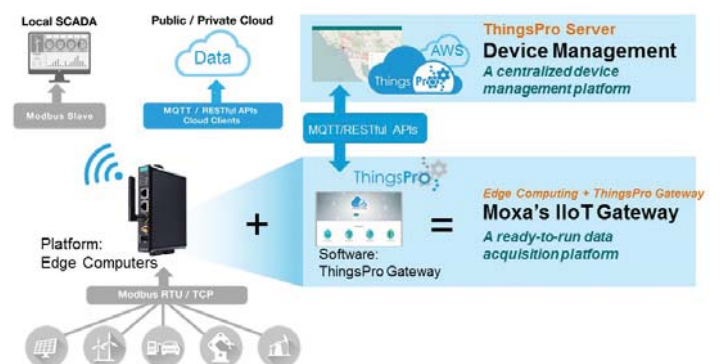 Local SCADA
Public / Private Cloud
Data
Modbus Slave
MQTT / RESTful APIs
Cloud Clients
AWS
Things Pro
ThingsPro Server
Device Management
A centralized device
management platform
MQTT/RESTful APIs
ThingsPro
Platform:
Edge Computers
+
Software:
ThingsPro Gateway
=
Edge Computing + ThingsPro Gateway
Moxa's IIoT Gateway
A ready-to-run data
acquisition platform
Modbus RTU / TCP